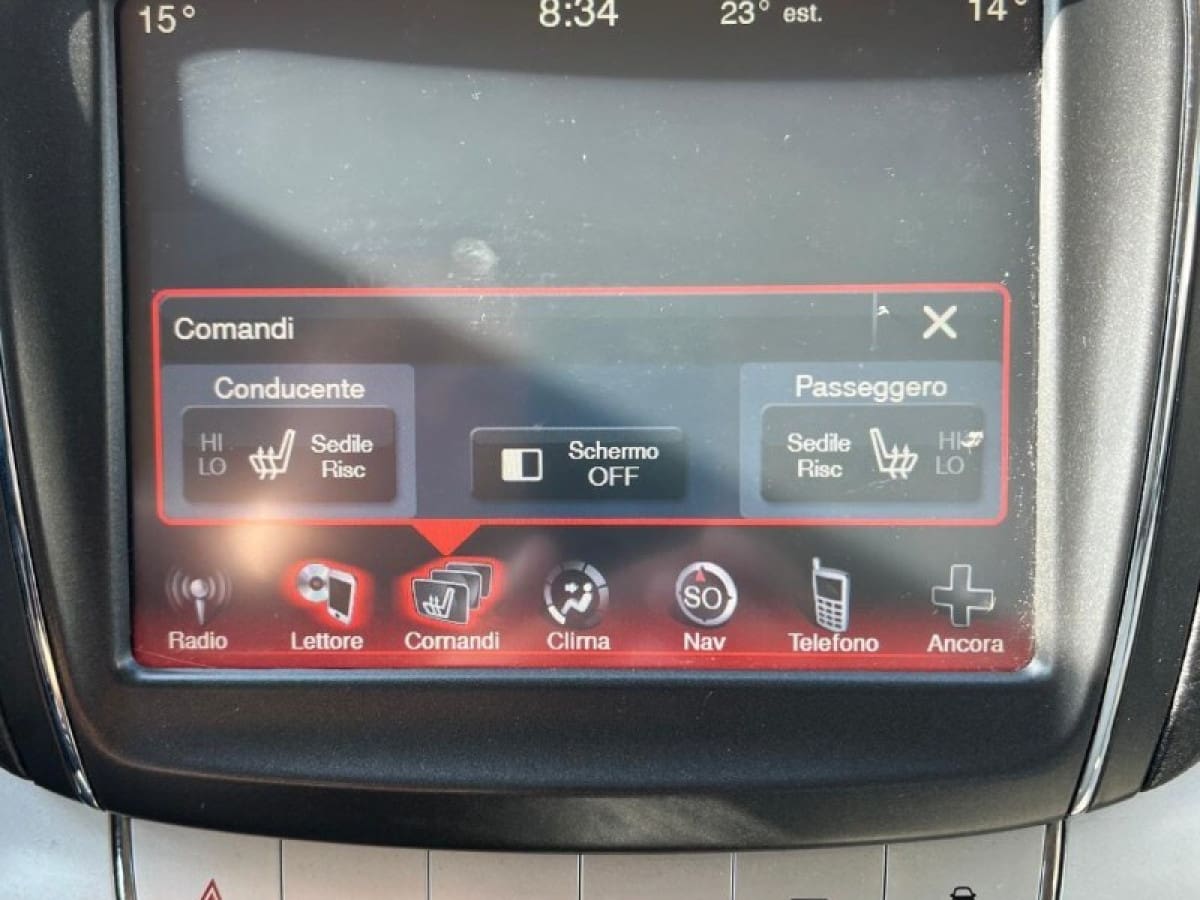 15° 8:34 23° est. 14°
Comandi
Conducente
HI
LO
Sedile
Risc
Schermo
OFF
Passeggero
Sedile
Risc
HI
LO
SO
Radio Lettore Comandi Clima Nav Telefono Ancora